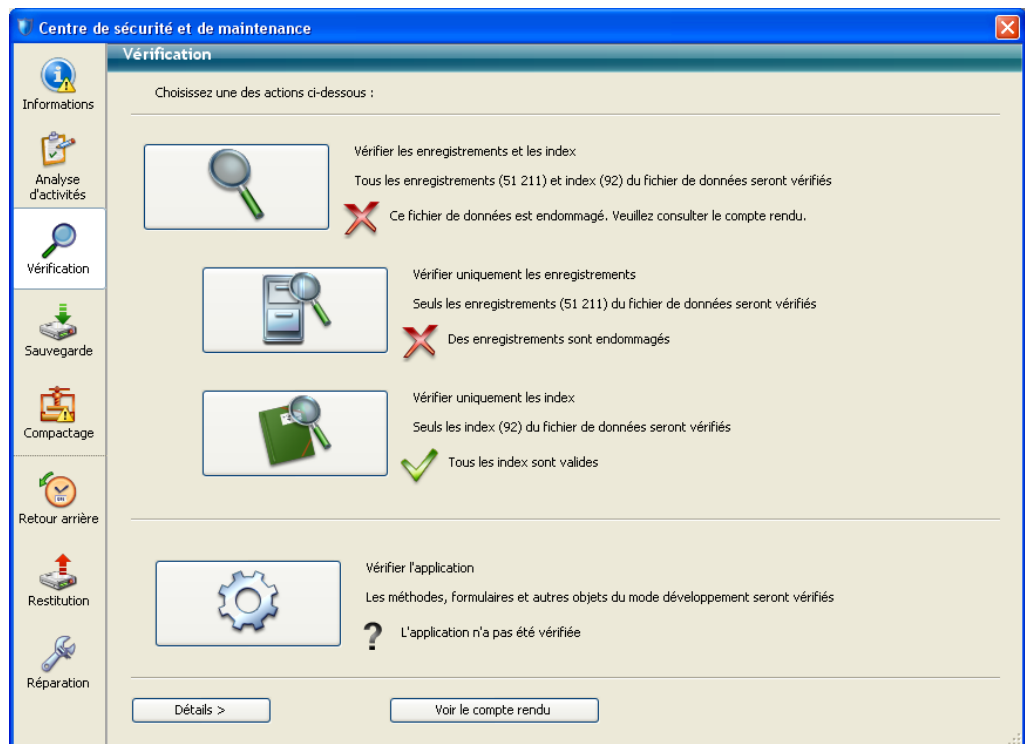 Centre de sécurité et de maintenance
Vérification
Informations
Analyse
d'activités
Vérification
Sauvegarde
Compactage
Retour arrière
Restitution
Réparation
Choisissez une des actions ci-dessous :
Vérifier les enregistrements et les index
Tous les enregistrements (51 211) et index (92) du fichier de données seront vérifiés
Ce fichier de données est endommagé. Veuillez consulter le compte rendu.
Vérifier uniquement les enregistrements
Seuls les enregistrements (51 211) du fichier de données seront vérifiés
Des enregistrements sont endommagés
Vérifier uniquement les index
Seuls les index (92) du fichier de données seront vérifiés
Tous les index sont valides
Vérifier l'application
Les méthodes, formulaires et autres objets du mode développement seront vérifiés
L'application n'a pas été vérifiée
Détails >
Voir le compte rendu